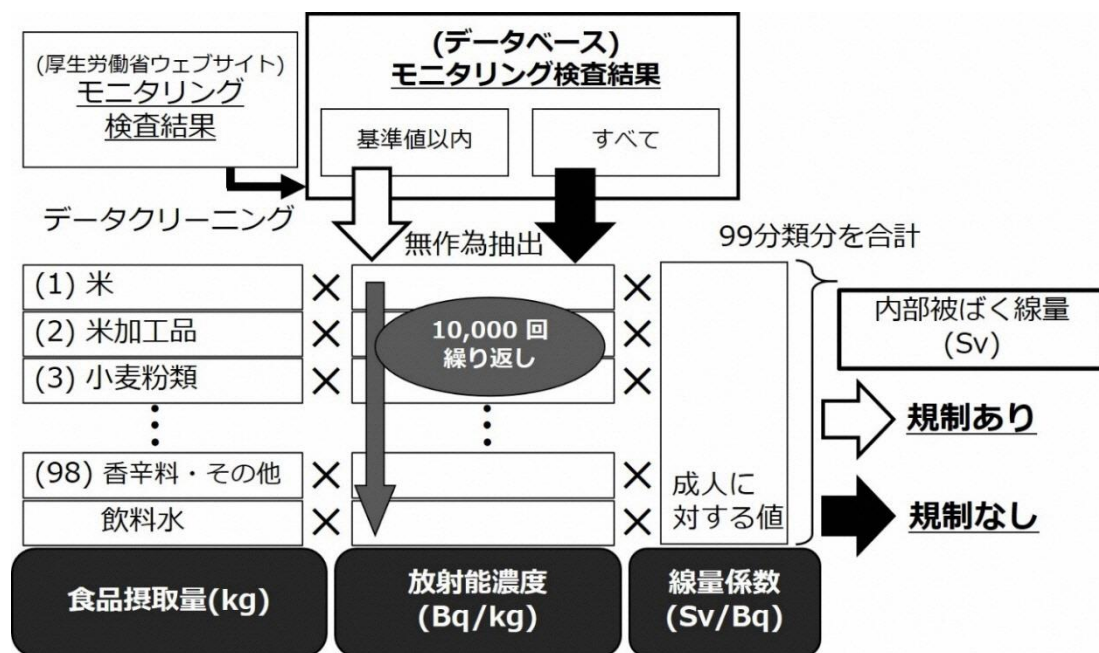 (厚生労働省ウェブサイト)
モニタリング
検査結果
(データベース)
モニタリング検査結果
基準値以内
すべて
データクリーニング
無作為抽出
99分類分を合計
(1) 米
×
×
(2) 米加工品
×
×
(3) 小麦粉類
×
×
10,000 回
繰り返し
⋮
⋮
(98) 香辛料・その他
×
×
飲料水
×
×
成人に
対する値
内部被ばく線量
(Sv)
規制あり
規制なし
食品摂取量(kg)
放射能濃度
(Bq/kg)
線量係数
(Sv/Bq)